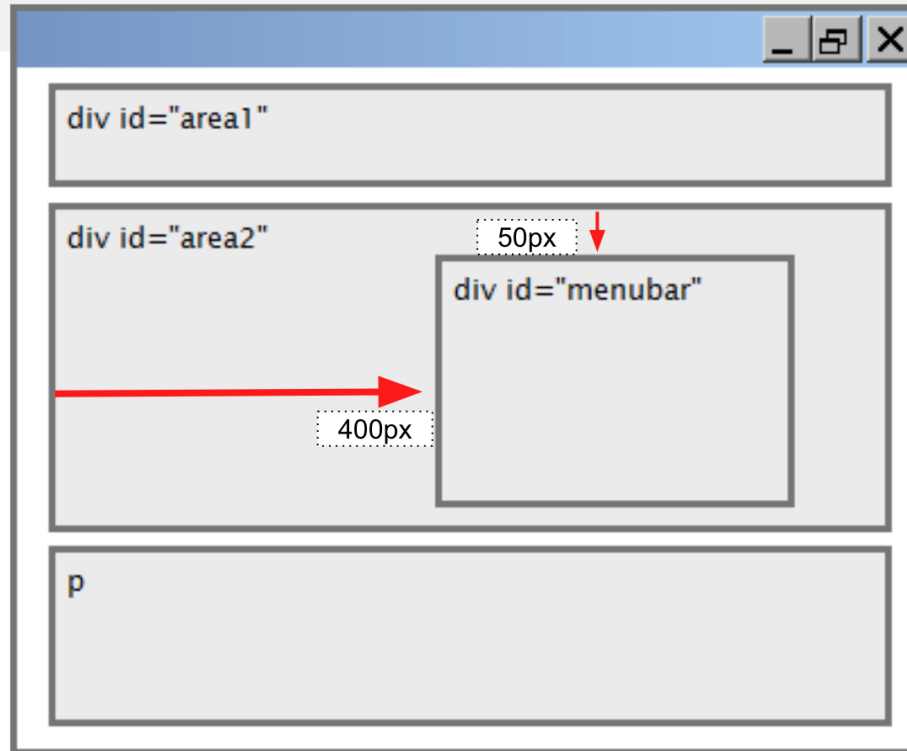 div id="area1"
div id="area2"
50px
div id="menubar"
400px
p